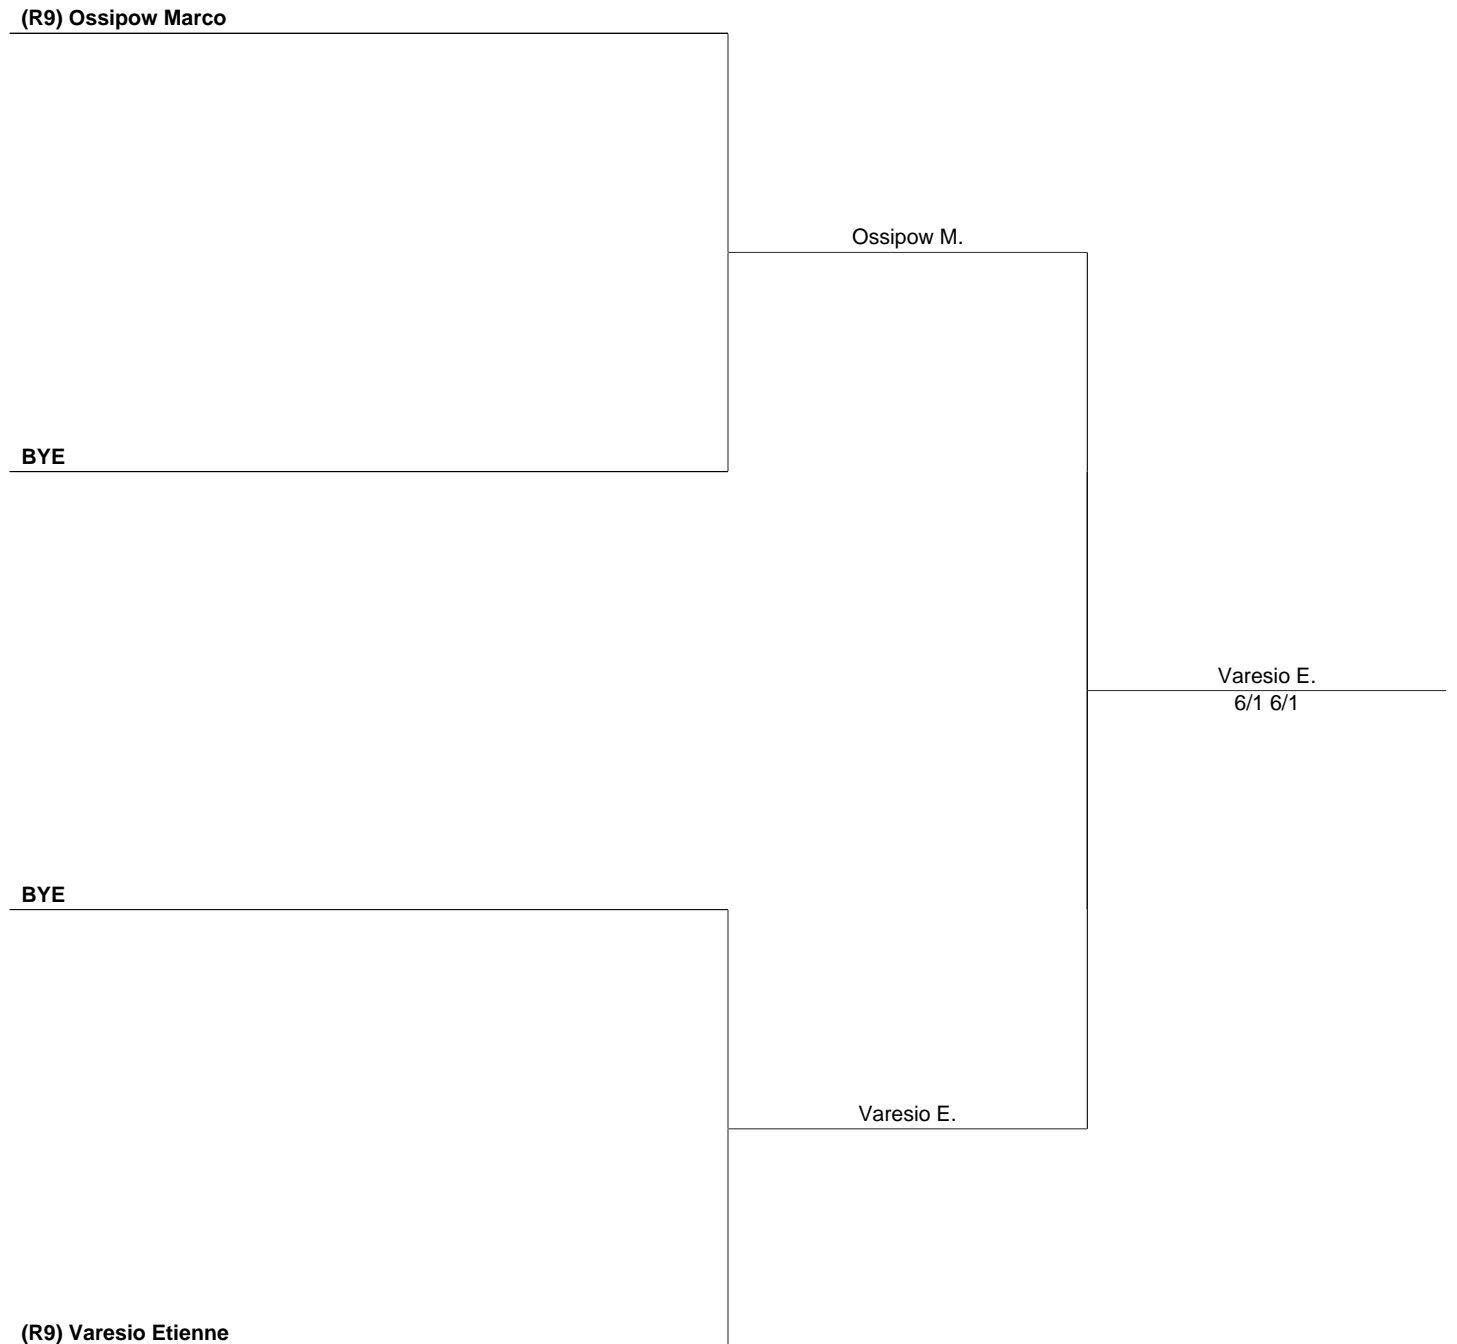 (R9) Ossipow Marco
Ossipow M.
BYE
Varesio E.
6/1 6/1
BYE
Varesio E.
(R9) Varesio Etienne